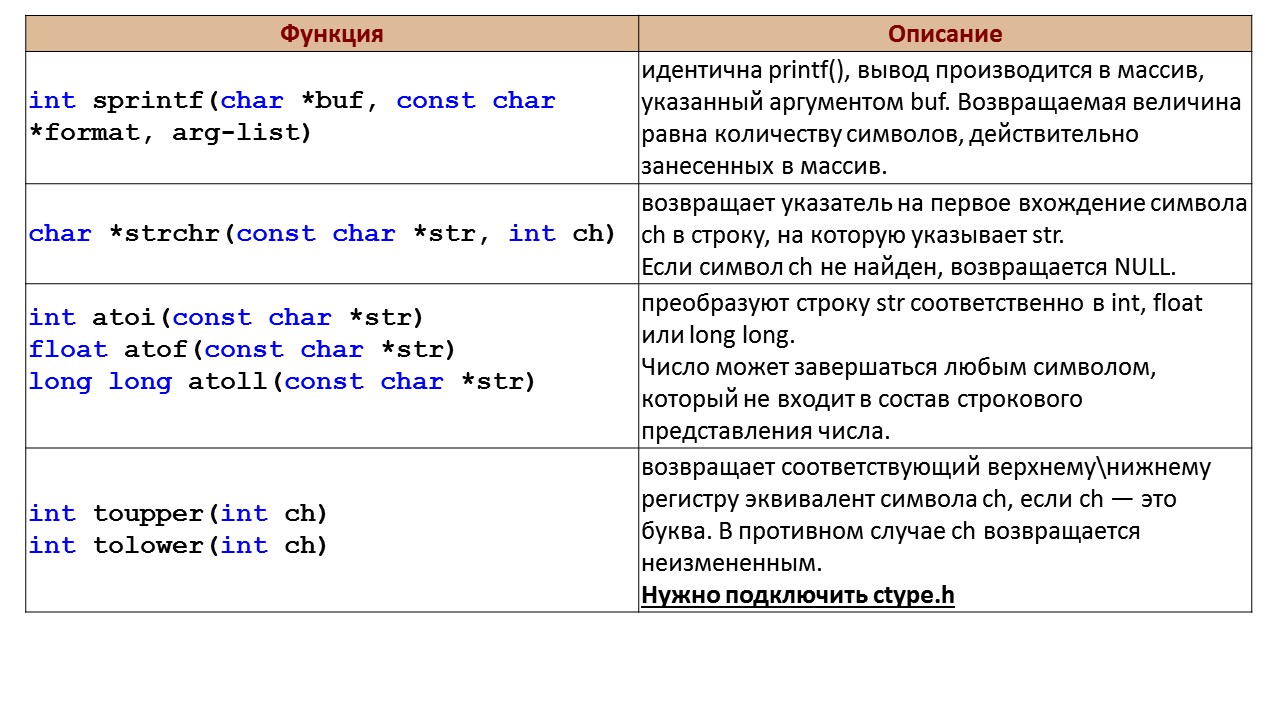 Функция
Описание
int sprintf(char *buf, const char
*format, arg-list)
идентична printf(), вывод производится в массив,
указанный аргументом buf. Возвращаемая величина
равна количеству символов, действительно
занесенных в массив.
char *strchr(const char *str, int ch)
возвращает указатель на первое вхождение символа
ch в строку, на которую указывает str.
Если символ ch не найден, возвращается NULL.
int atoi(const char *str)
float atof(const char *str)
long long atoll(const char *str)
преобразуют строку str соответственно в int, float
или long long.
Число может завершаться любым символом,
который не входит в состав строкового
представления числа.
int toupper(int ch)
int tolower(int ch)
возвращает соответствующий верхнему\нижнему
регистру эквивалент символа ch, если ch — это
буква. В противном случае ch возвращается
неизмененным.
Нужно подключить ctype.h